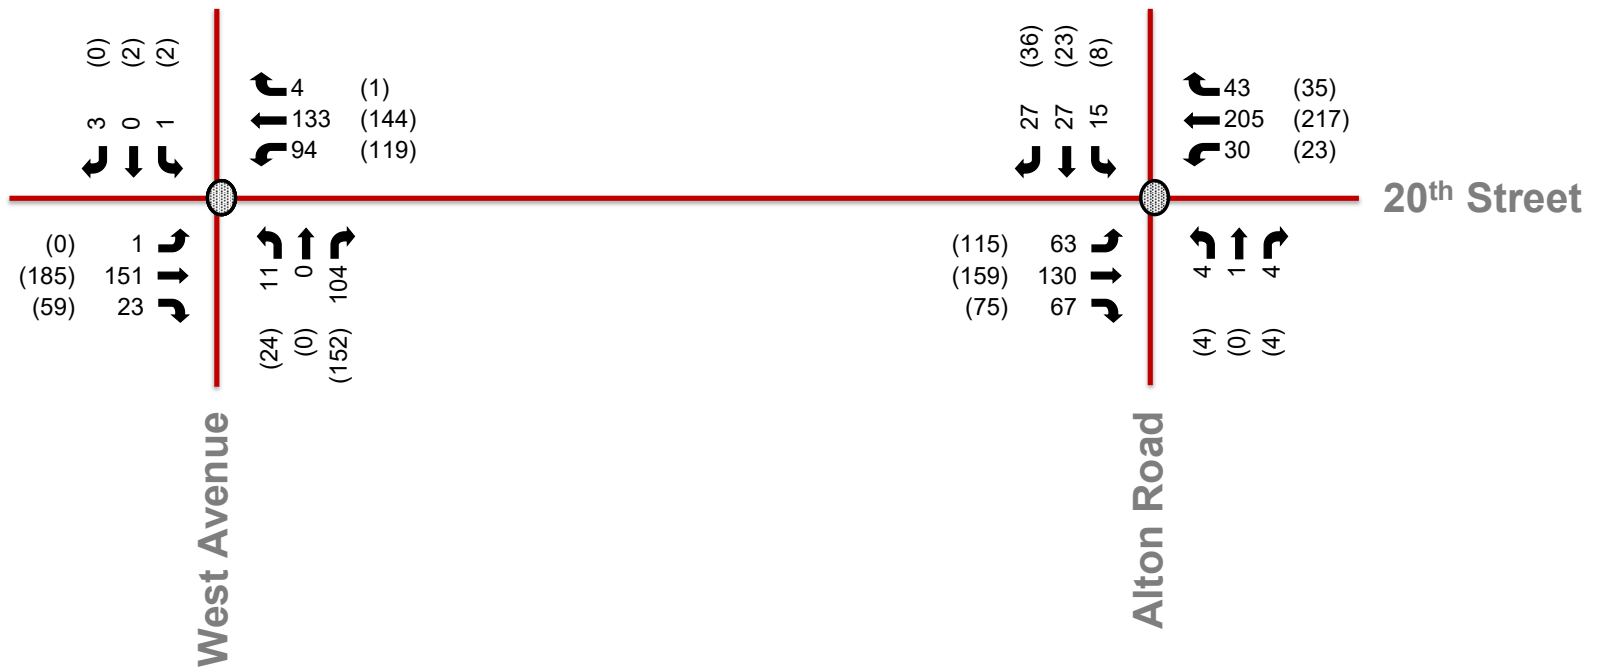 (0) (2) (2)
3 0 1
4 (1)
133 (144)
94 (119)
(0) 1
(185) 151
(59) 23
11 0 104
(24) (0) (152)
West Avenue
(36) (23) (8)
27 27 15
43 (35)
205 (217)
30 (23)
20th Street
(115) 63
(159) 130
(75) 67
4 1 4
(4) (0) (4)
Alton Road